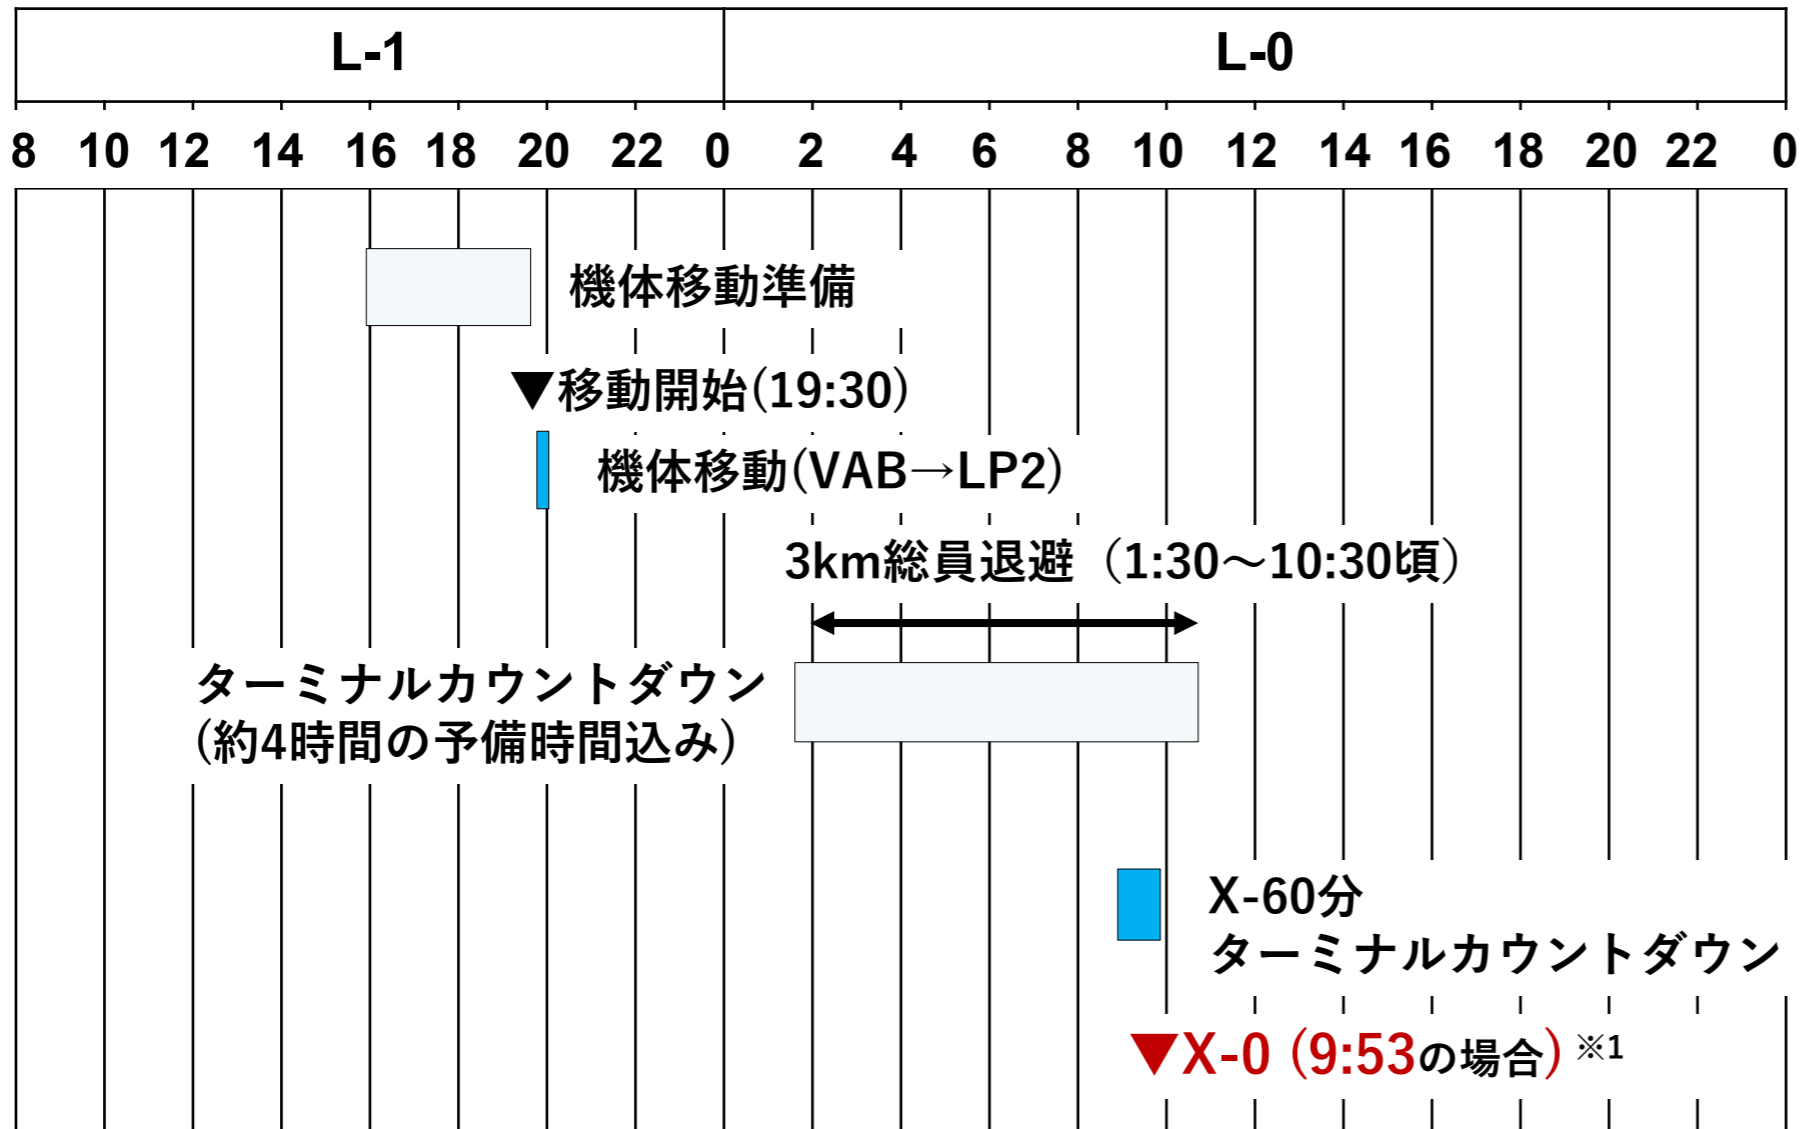 L-1 L-0
8 10 12 14 16 18 20 22 0 2 4 6 8 10 12 14 16 18 20 22 0
機体移動準備
▼移動開始(19:30)
機体移動(VAB→LP2)
3km総員退避（1:30～10:30頃）
ターミナルカウントダウン
(約4時間の予備時間込み)
X-60分
ターミナルカウントダウン
▼X-0 (9:53の場合) ※1